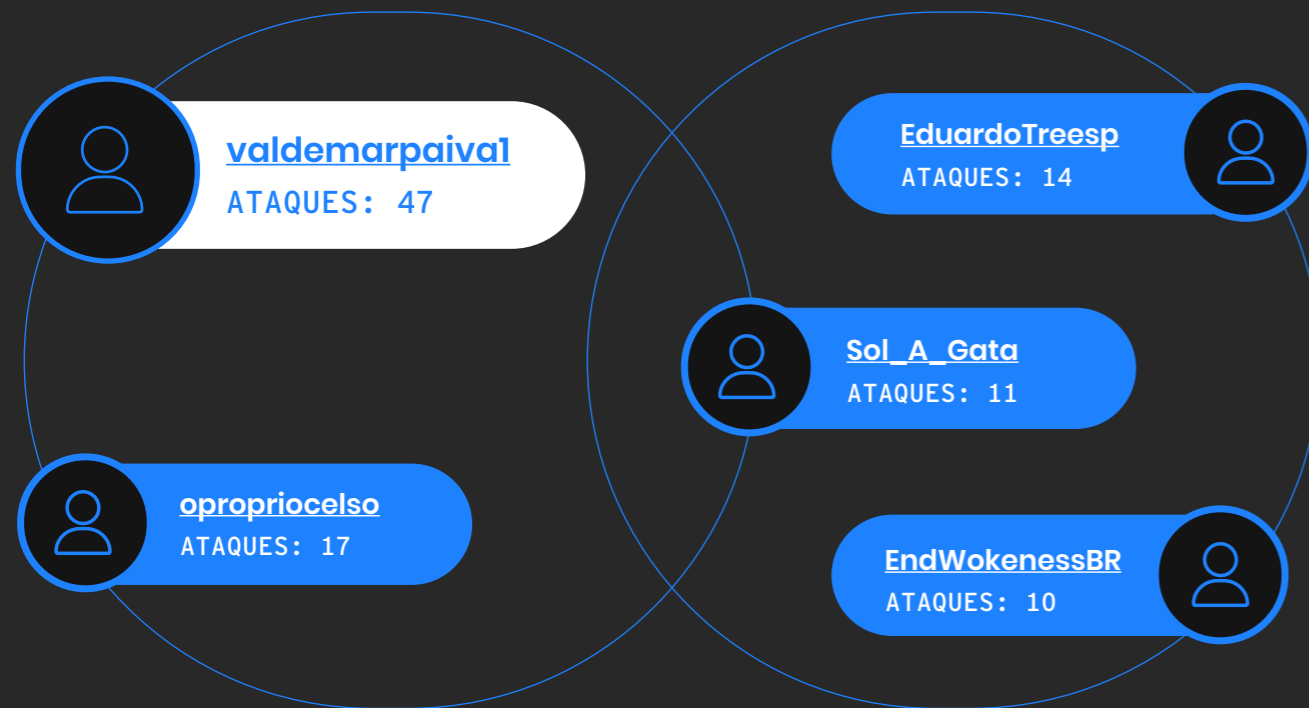 valdemarpaiva1
ATAQUES: 47
EduardoTreesp
ATAQUES: 14
Sol_A_Gata
ATAQUES: 11
opropriocelso
ATAQUES: 17
EndWokenessBR
ATAQUES: 10